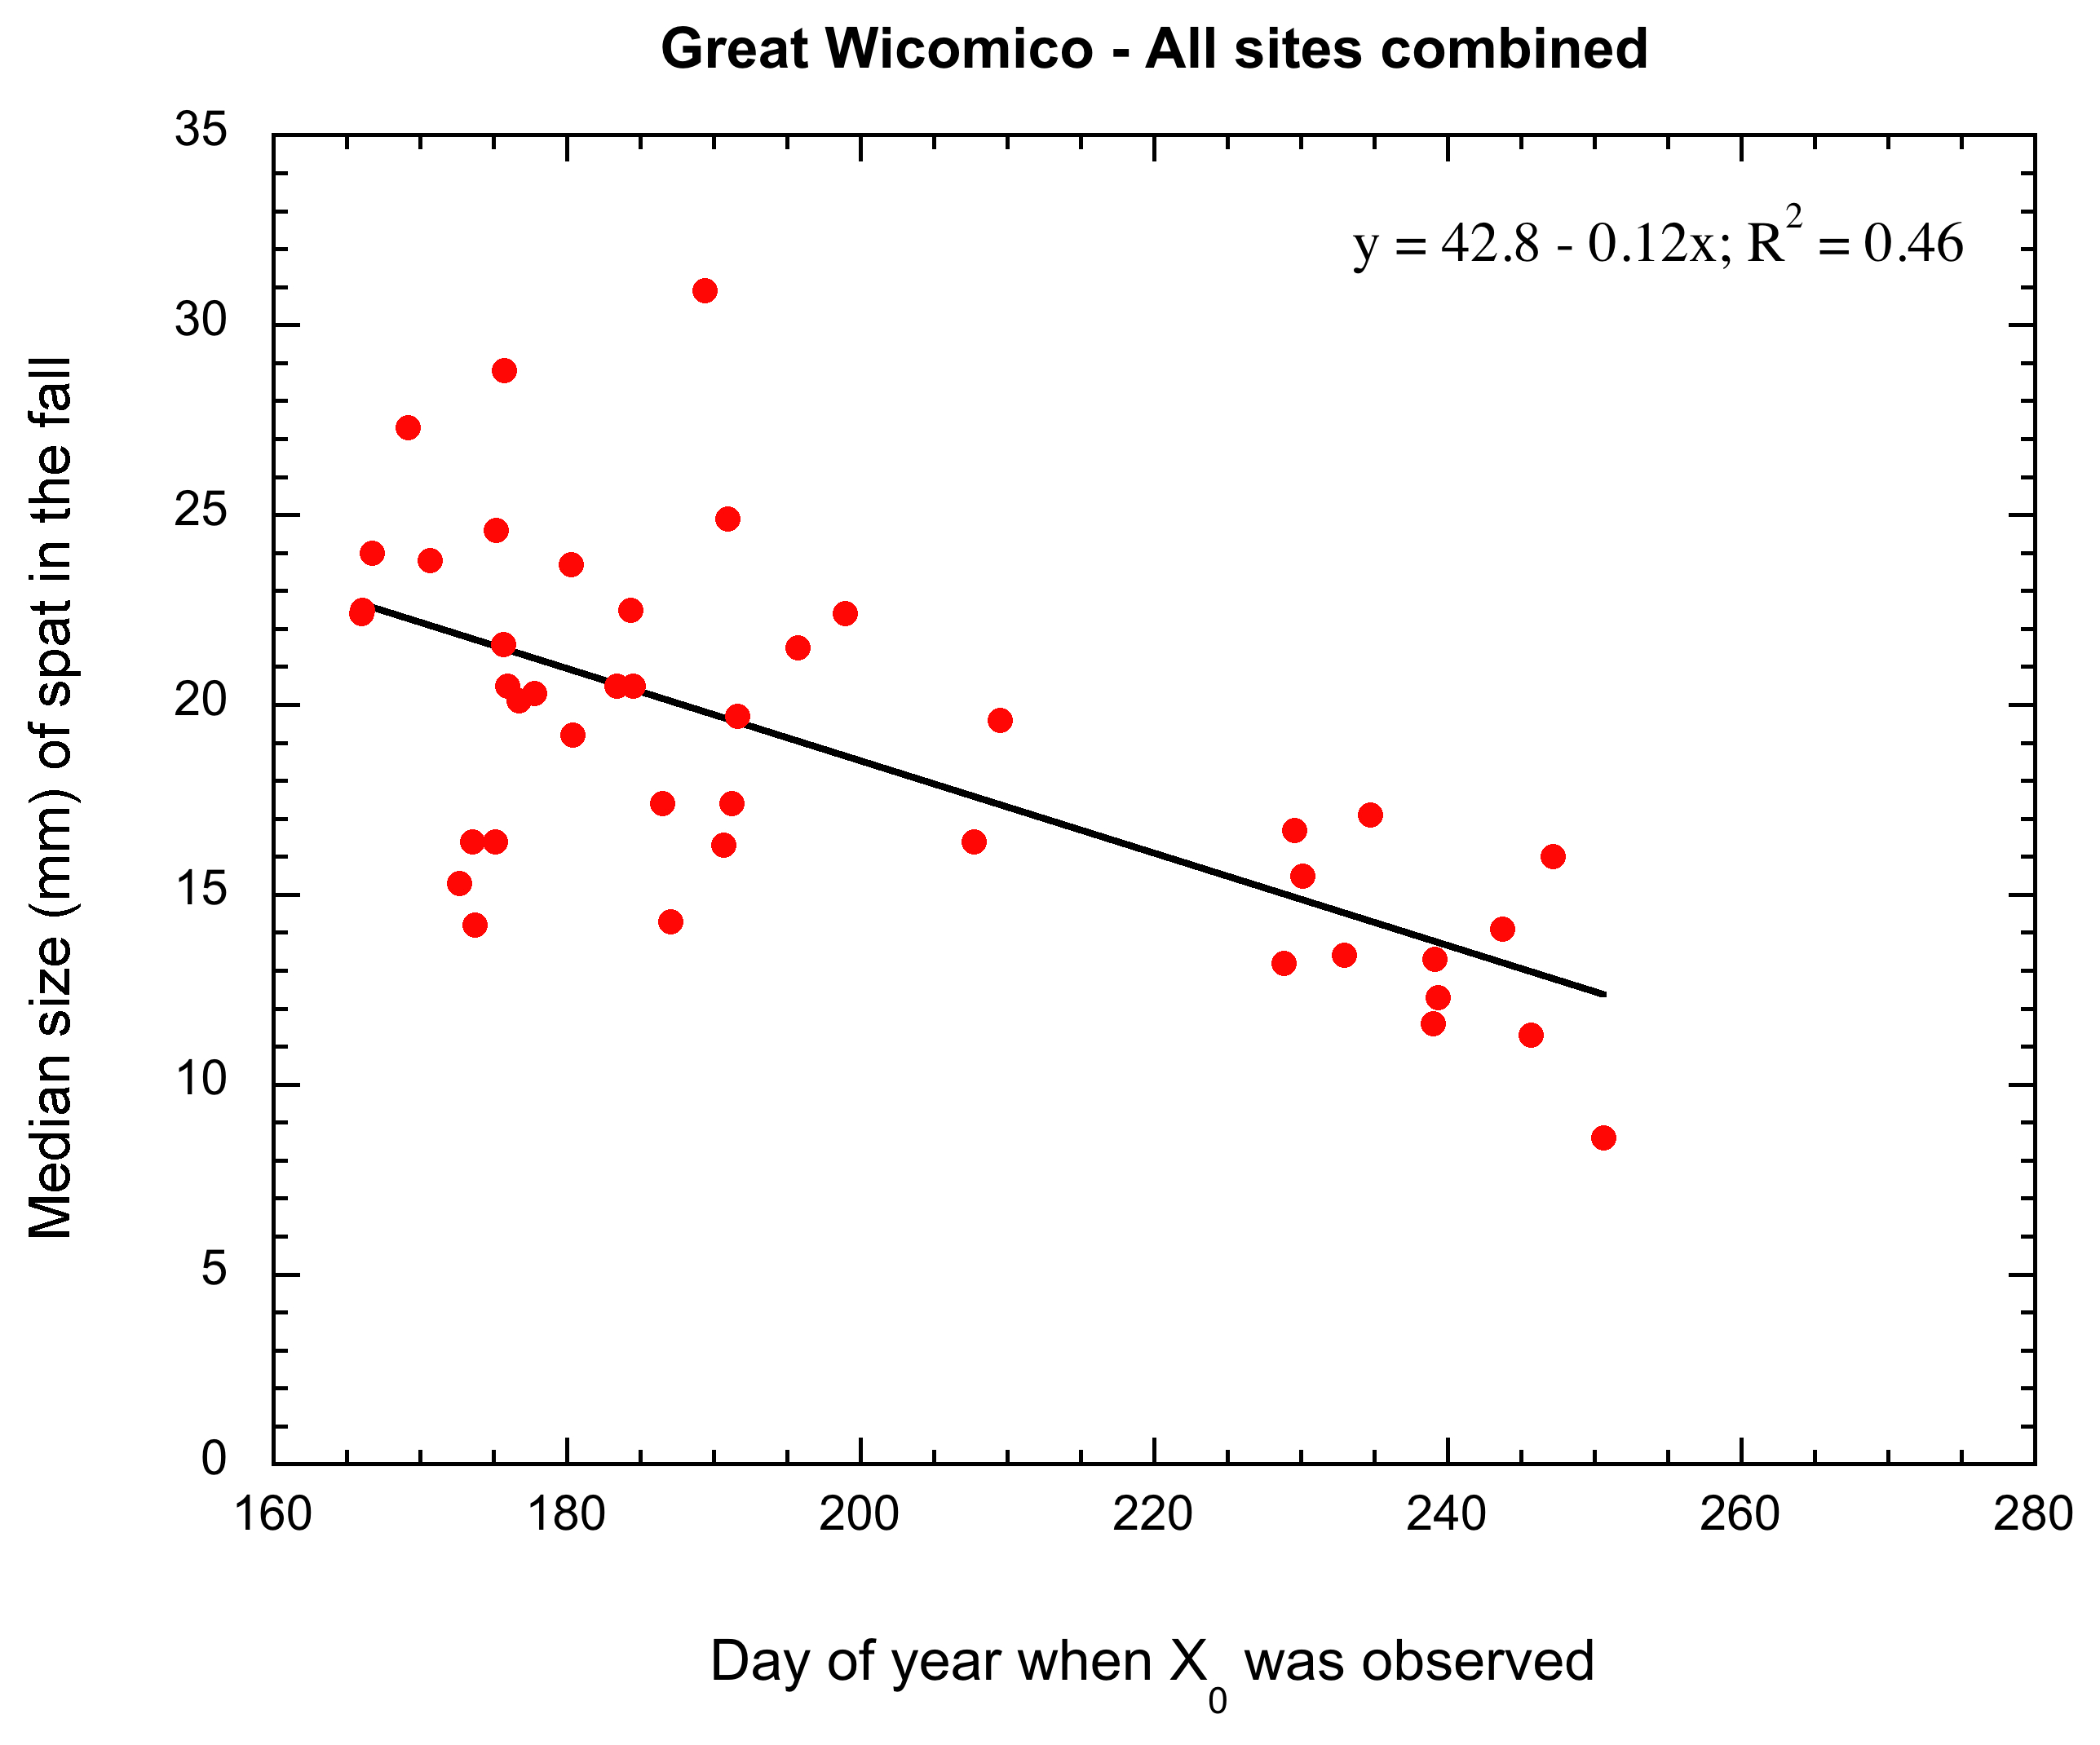 Great Wicomico - All sites combined
y = 42.8 - 0.12x; R² = 0.46
Median size (mm) of spat in the fall
35
30
25
20
15
10
5
0
160 180 200 220 240 260 280
Day of year when X₀ was observed